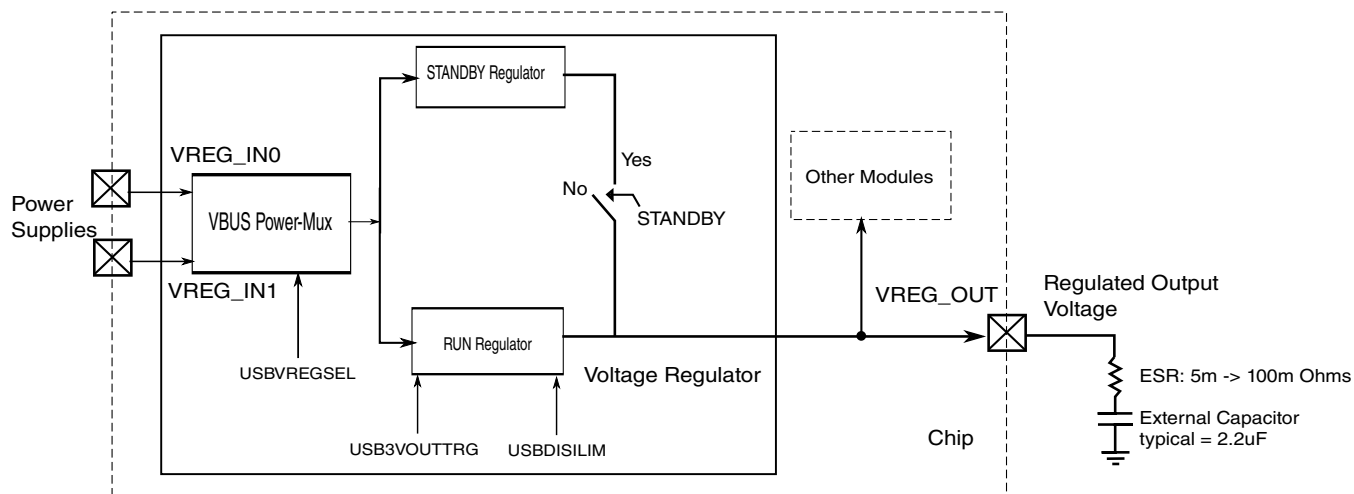 STANDBY Regulator
VREG_IN0
Yes
Other Modules
No
Power
Supplies
VBUS Power-Mux
STANDBY
VREG_IN1
VREG_OUT
Regulated Output
Voltage
RUN Regulator
USBVREGSEL
Voltage Regulator
ESR: 5m -> 100m Ohms
External Capacitor
typical = 2.2uF
USB3VOUTTRG
USBDISILIM
Chip